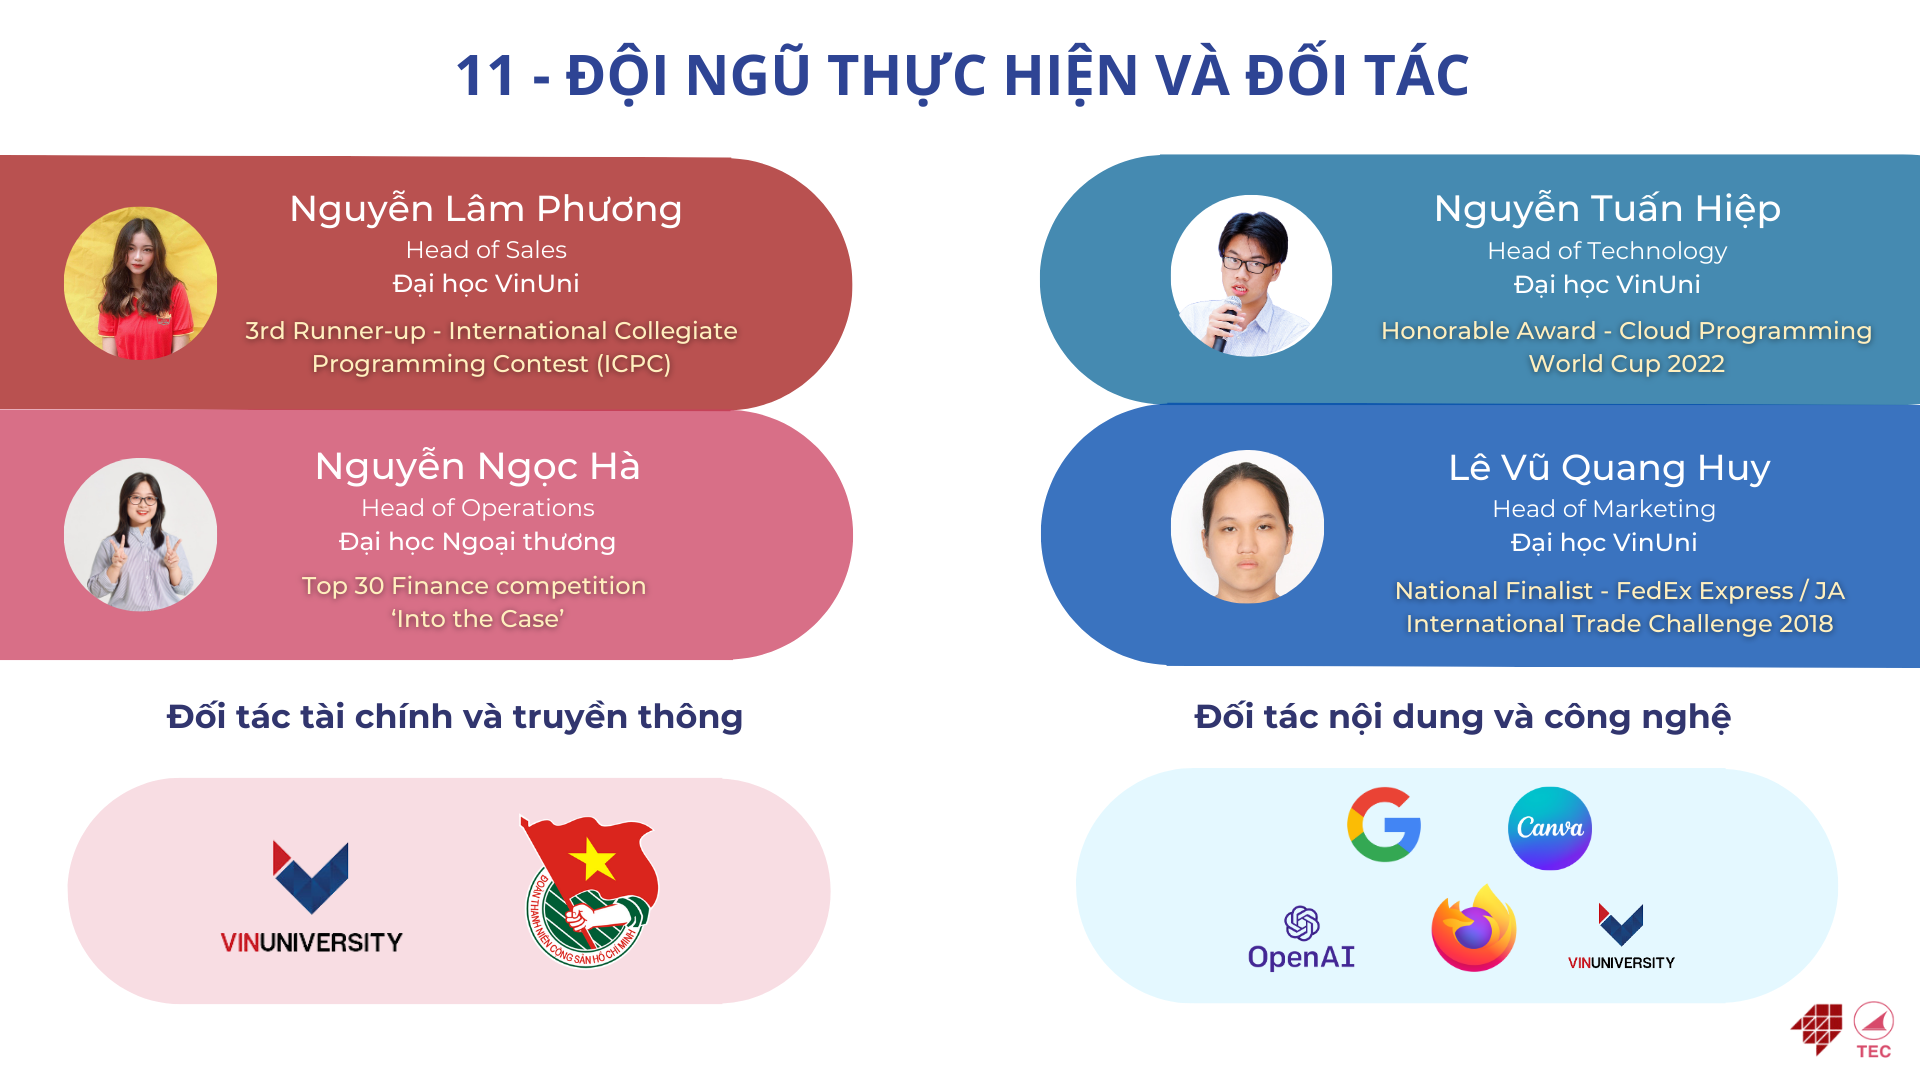 11 - ĐỘI NGŨ THỰC HIỆN VÀ ĐỐI TÁC
Nguyễn Lâm Phương
Head of Sales
Đại học VinUni
3rd Runner-up - International Collegiate
Programming Contest (ICPC)
Nguyễn Tuấn Hiệp
Head of Technology
Đại học VinUni
Honorable Award - Cloud Programming
World Cup 2022
Nguyễn Ngọc Hà
Head of Operations
Đại học Ngoại thương
Top 30 Finance competition
‘Into the Case’
Lê Vũ Quang Huy
Head of Marketing
Đại học VinUni
National Finalist - FedEx Express / JA
International Trade Challenge 2018
Đối tác tài chính và truyền thông
VINUNIVERSITY
ĐOÀN THANH NIÊN CỘNG SẢN HỒ CHÍ MINH
Đối tác nội dung và công nghệ
Canva
OpenAI
VINUNIVERSITY
TEC